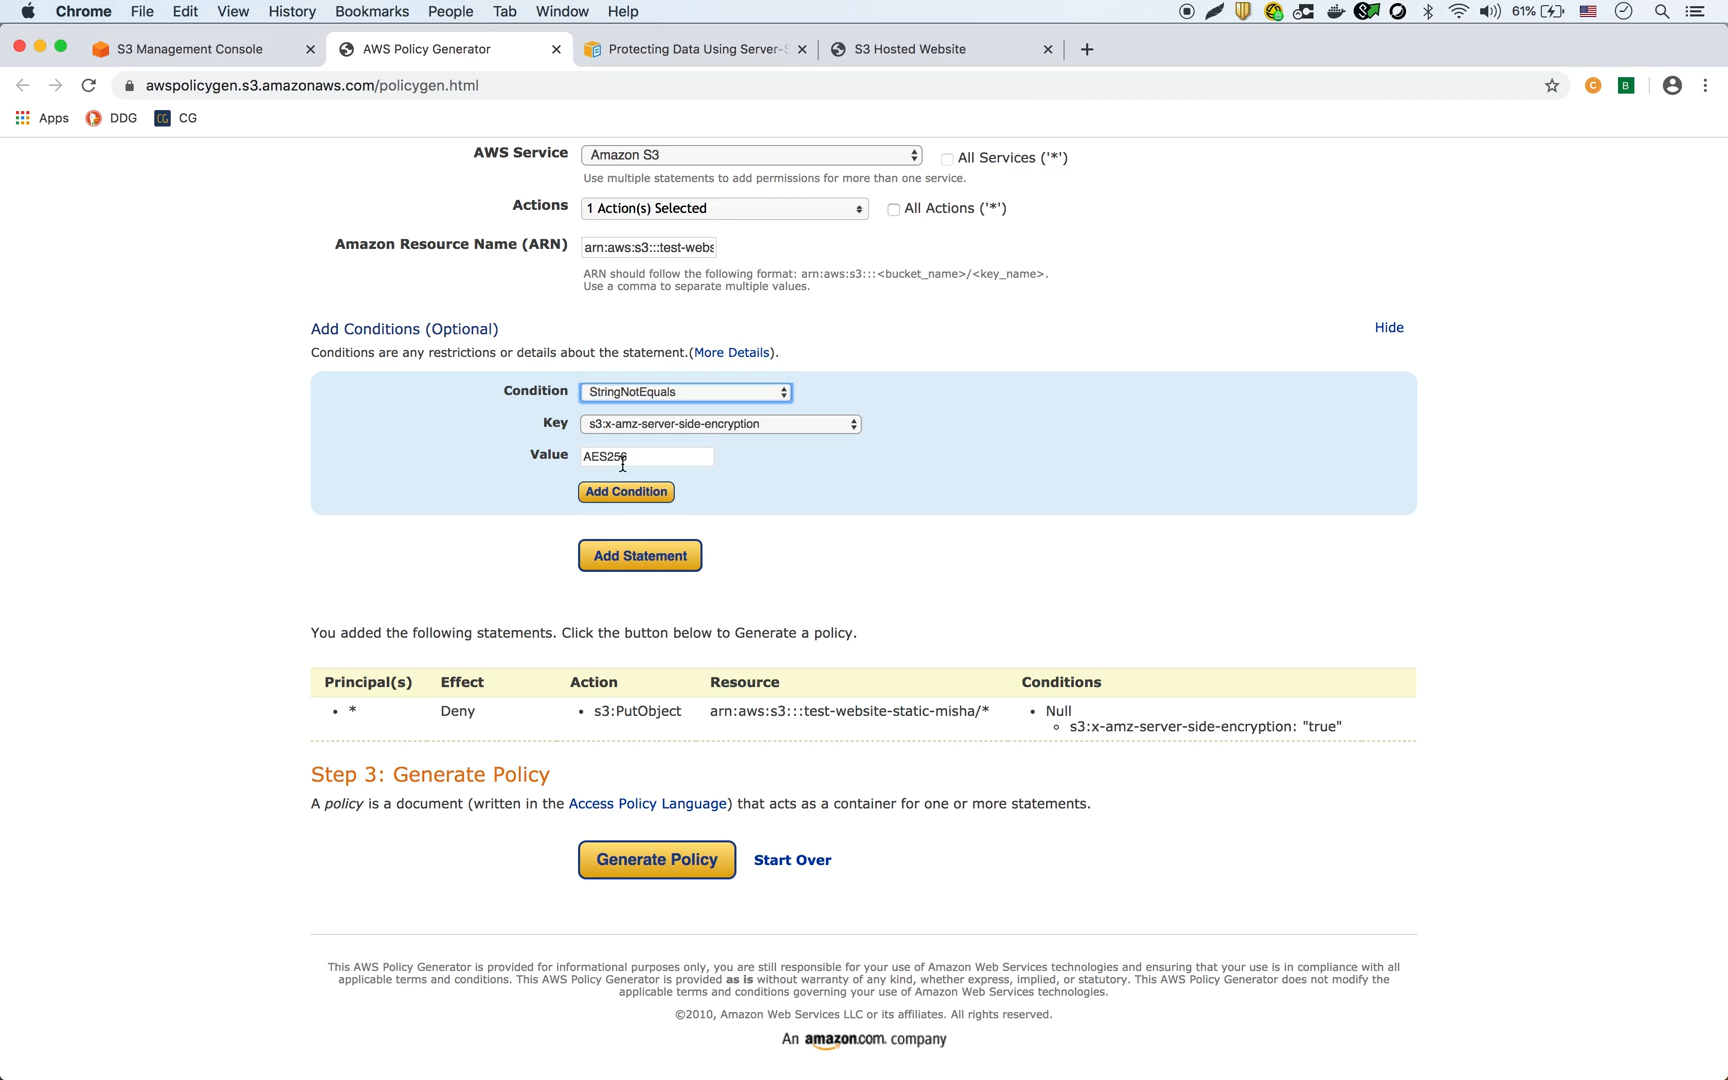 Chrome File Edit View History Bookmarks People Tab Window Help 61%
S3 Management Console AWS Policy Generator Protecting Data Using Server-S S3 Hosted Website
awspolicygen.s3.amazonaws.com/policygen.html
Apps DDG CG CG
AWS Service Amazon S3 All Services ('*')
Use multiple statements to add permissions for more than one service.
Actions 1 Action(s) Selected All Actions ('*')
Amazon Resource Name (ARN) arn:aws:s3:::test-webs
ARN should follow the following format: arn:aws:s3:::<bucket_name>/<key_name>.
Use a comma to separate multiple values.
Add Conditions (Optional) Hide
Conditions are any restrictions or details about the statement.(More Details).
Condition StringNotEquals
Key s3:x-amz-server-side-encryption
Value AES256
Add Condition
Add Statement
You added the following statements. Click the button below to Generate a policy.
Principal(s) Effect Action Resource Conditions
• * Deny • s3:PutObject arn:aws:s3:::test-website-static-misha/* • Null
s3:x-amz-server-side-encryption: "true"
Step 3: Generate Policy
A policy is a document (written in the Access Policy Language) that acts as a container for one or more statements.
Generate Policy Start Over
This AWS Policy Generator is provided for informational purposes only, you are still responsible for your use of Amazon Web Services technologies and ensuring that your use is in compliance with all
applicable terms and conditions. This AWS Policy Generator is provided as is without warranty of any kind, whether express, implied, or statutory. This AWS Policy Generator does not modify the
applicable terms and conditions governing your use of Amazon Web Services technologies.
©2010, Amazon Web Services LLC or its affiliates. All rights reserved.
An amazon.com. company